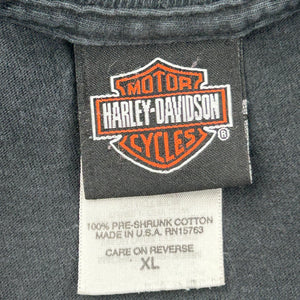 MOTOR
HARLEY-DAVIDSON
CYCLES
®
100% PRE-SHRUNK COTTON
MADE IN U.S.A. RN15763
CARE ON REVERSE
XL